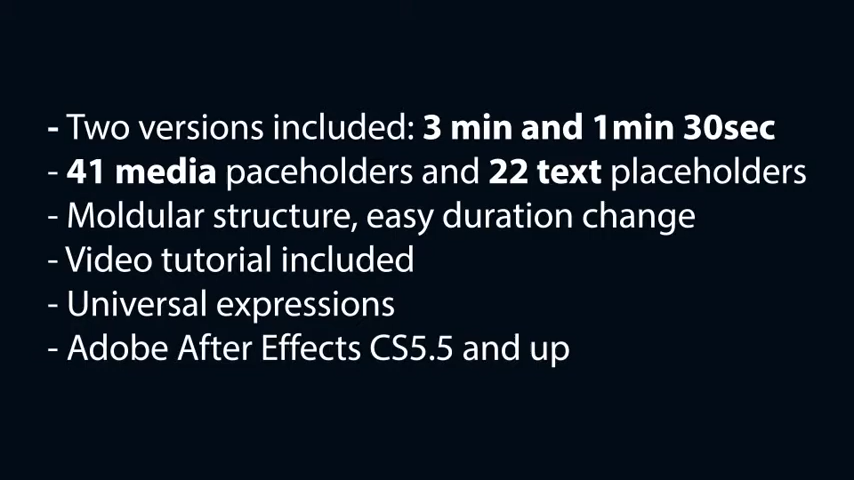 - Two versions included: 3 min and 1min 30sec
- 41 media paceholders and 22 text placeholders
- Moldular structure, easy duration change
- Video tutorial included
- Universal expressions
- Adobe After Effects CS5.5 and up